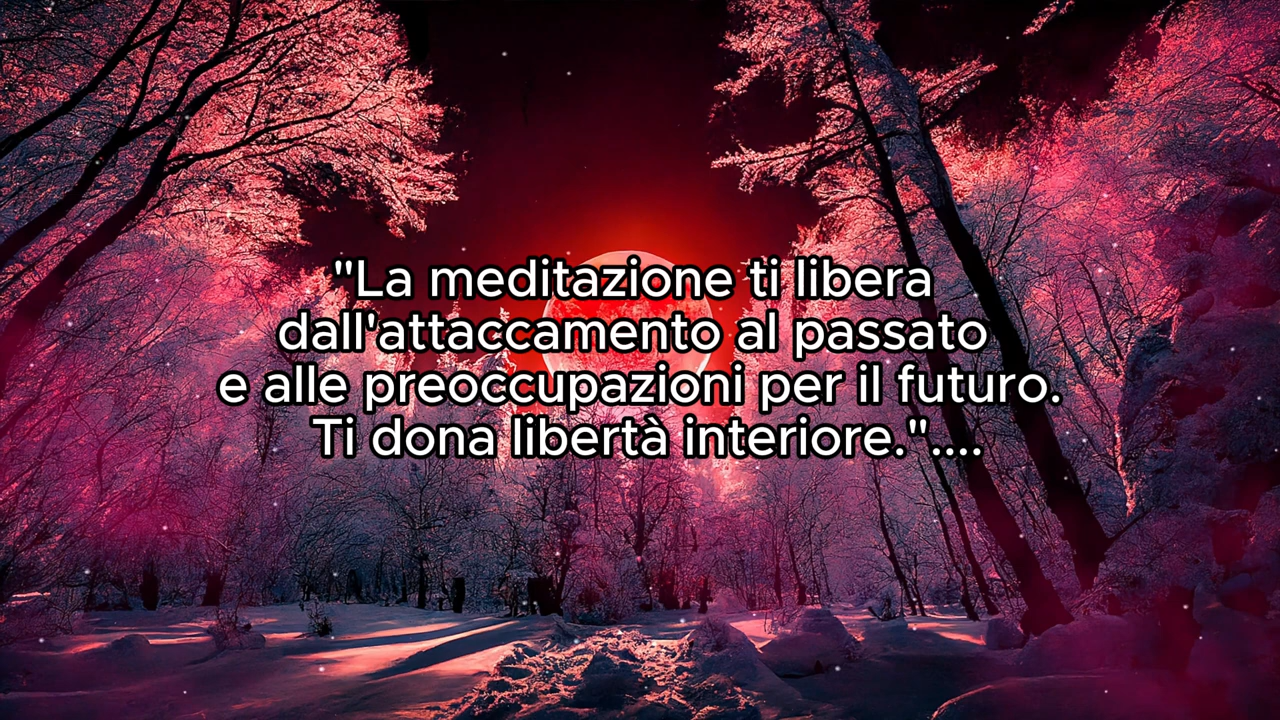 "La meditazione ti libera
dall'attaccamento al passato
e alle preoccupazioni per il futuro.
Ti dona libertà interiore."....